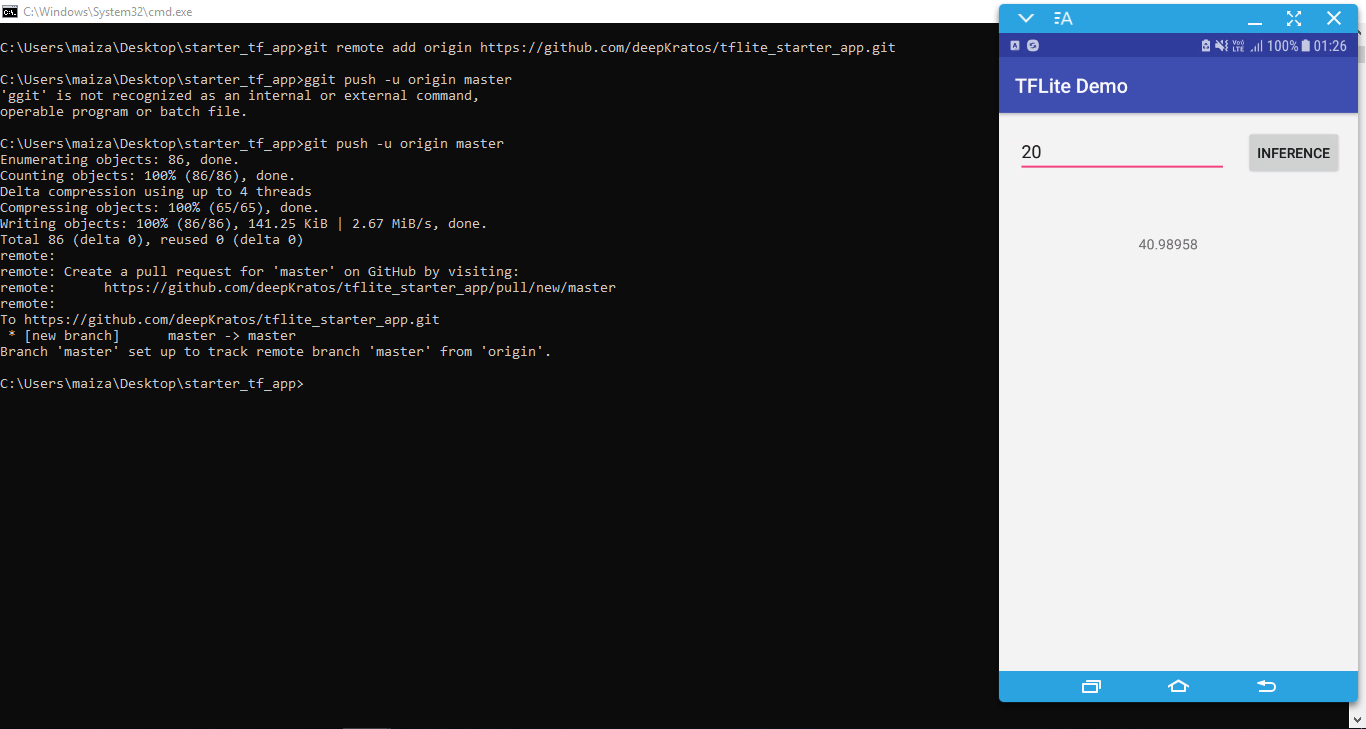 C:\Windows\System32\cmd.exe
C:\Users\maiza\Desktop\starter_tf_app>git remote add origin https://github.com/deepKratos/tflite_starter_app.git
C:\Users\maiza\Desktop\starter_tf_app>ggit push -u origin master
'ggit' is not recognized as an internal or external command,
operable program or batch file.
C:\Users\maiza\Desktop\starter_tf_app>git push -u origin master
Enumerating objects: 86, done.
Counting objects: 100% (86/86), done.
Delta compression using up to 4 threads
Compressing objects: 100% (65/65), done.
Writing objects: 100% (86/86), 141.25 KiB | 2.67 MiB/s, done.
Total 86 (delta 0), reused 0 (delta 0)
remote:
remote: Create a pull request for 'master' on GitHub by visiting:
remote:      https://github.com/deepKratos/tflite_starter_app/pull/new/master
remote:
To https://github.com/deepKratos/tflite_starter_app.git
 * [new branch]      master -> master
Branch 'master' set up to track remote branch 'master' from 'origin'.
C:\Users\maiza\Desktop\starter_tf_app>
A
100% 01:26
TFLite Demo
20
INFERENCE
40.98958